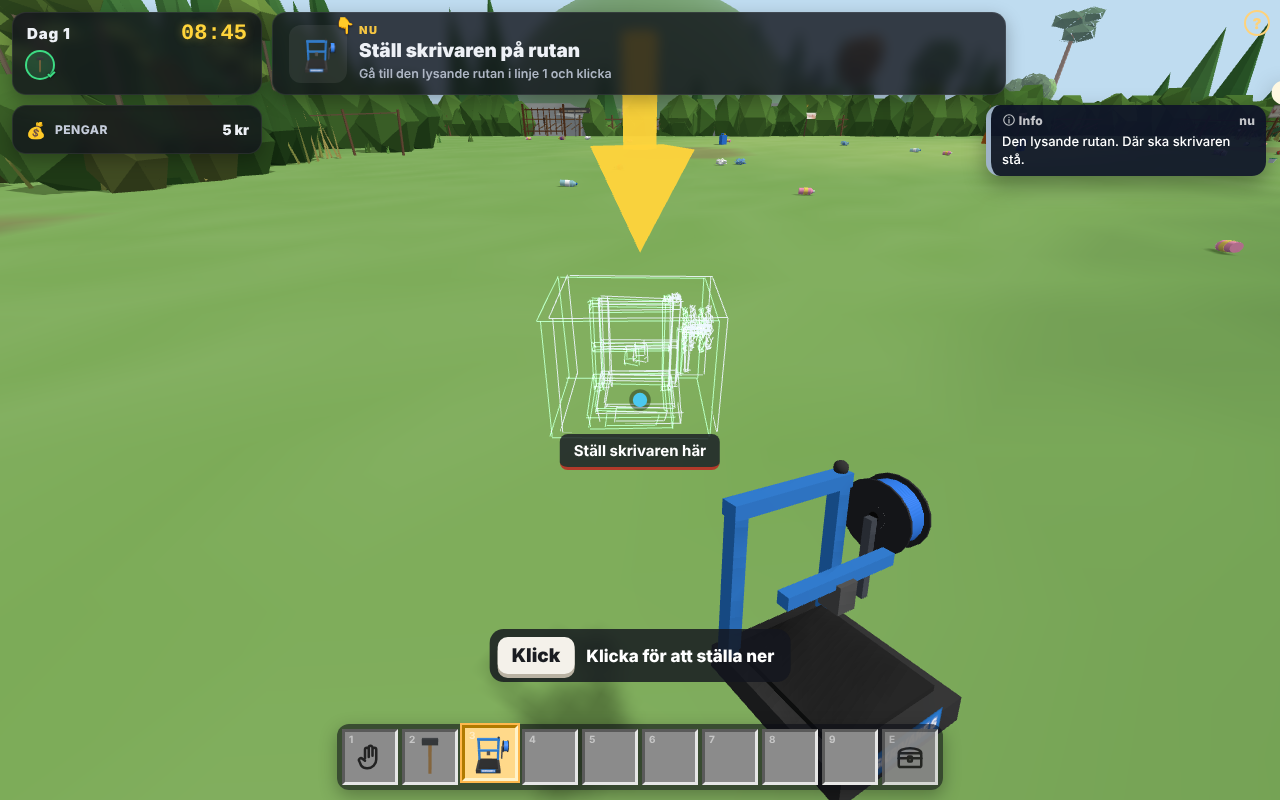 Dag 1
08:45
NU
Ställ skrivaren på rutan
Gå till den lysande rutan i linje 1 och klicka
?
PENGAR
5 kr
Info
nu
Den lysande rutan. Där ska skrivaren
stå.
Ställ skrivaren här
Klick
Klicka för att ställa ner
1
2
3
4
5
6
7
8
9
E